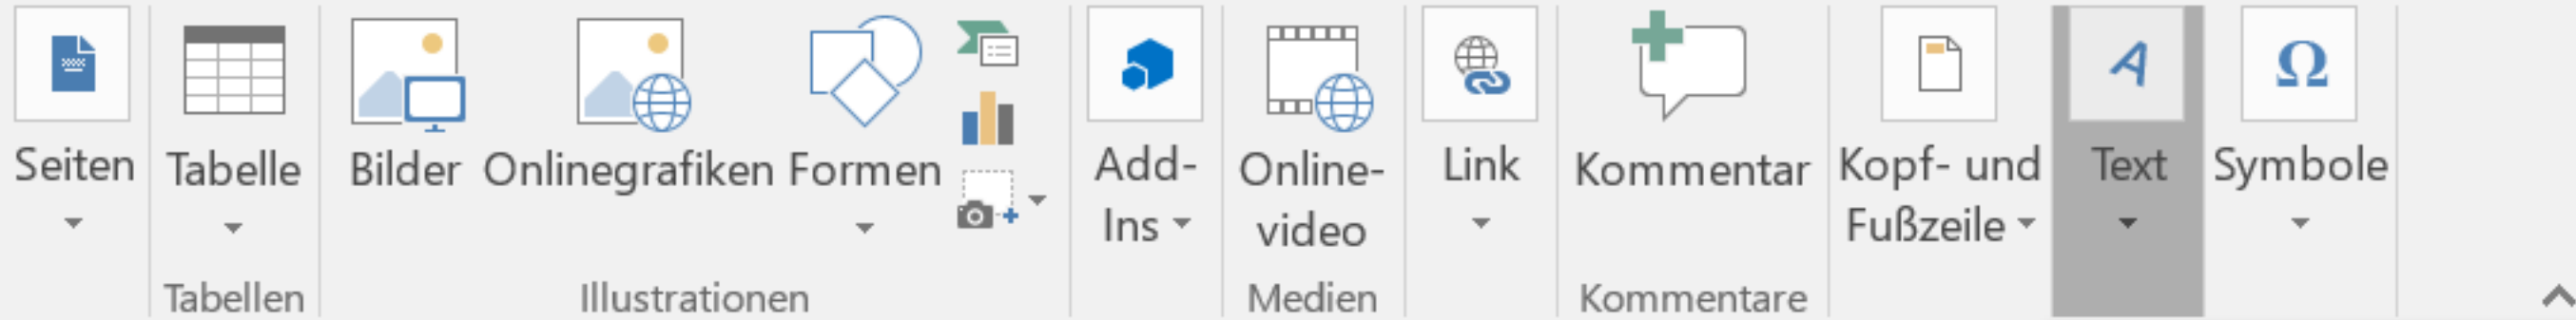 Seiten
Tabelle
Tabellen
Bilder
Onlinegrafiken
Formen
Illustrationen
Add-
Ins
Online-
video
Medien
Link
Kommentar
Kommentare
Kopf- und
Fußzeile
A
Text
Ω
Symbole